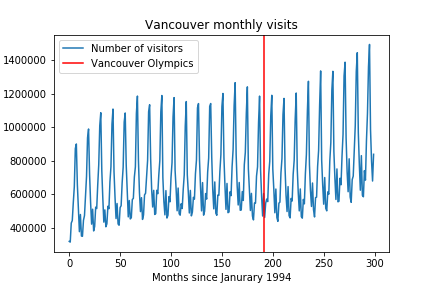 Vancouver monthly visits
Number of visitors
Vancouver Olympics
1400000
1200000
1000000
800000
600000
400000
0 50 100 150 200 250 300
Months since Janurary 1994